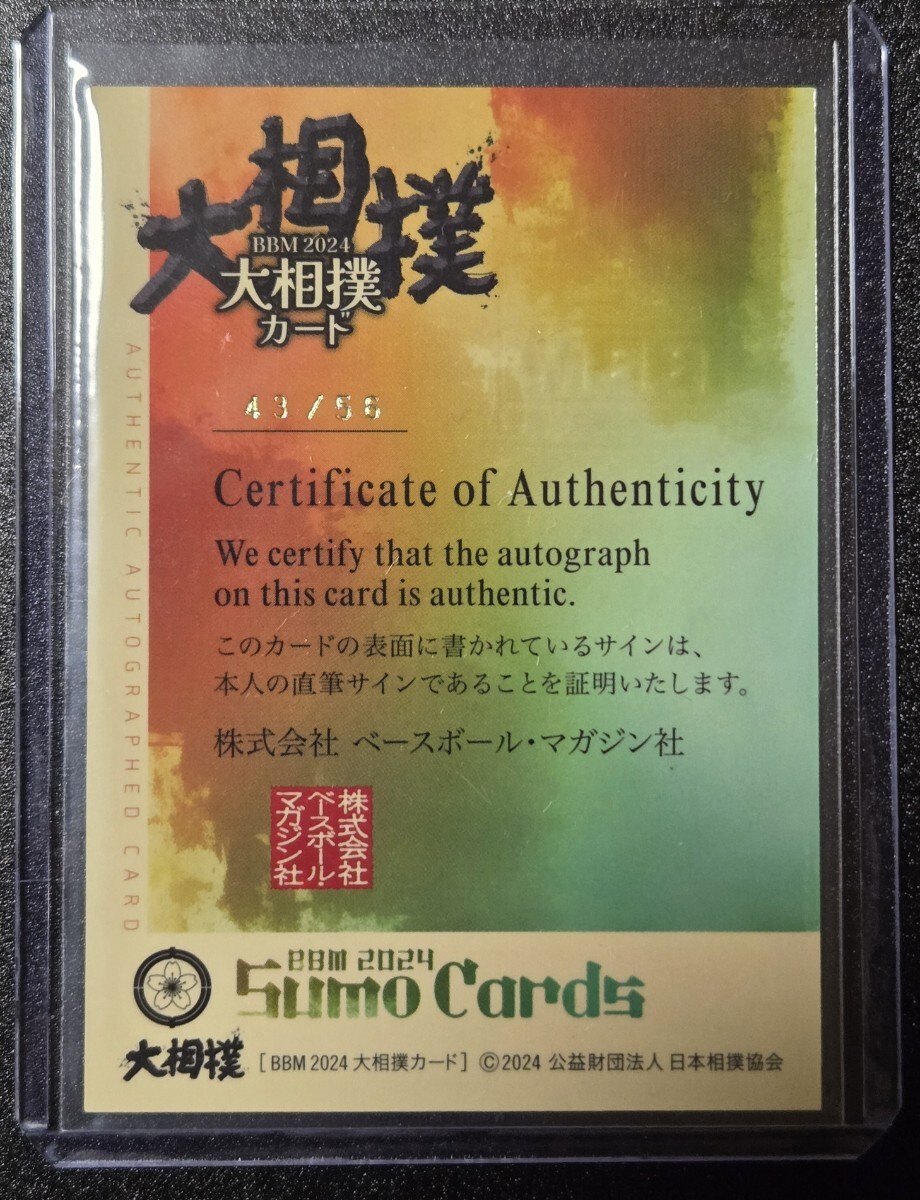 大相撲
BBM 2024
大相撲
カード
43/56
AUTHENTIC AUTOGRAPHED CARD
Certificate of Authenticity
We certify that the autograph
on this card is authentic.
このカードの表面に書かれているサインは、
本人の直筆サインであることを証明いたします。
株式会社 ベースボール・マガジン社
株式会社
ベースボール・
マガジン社
BBM 2024
Sumo Cards
大相撲 [BBM 2024 大相撲カード] ©2024 公益財団法人 日本相撲協会